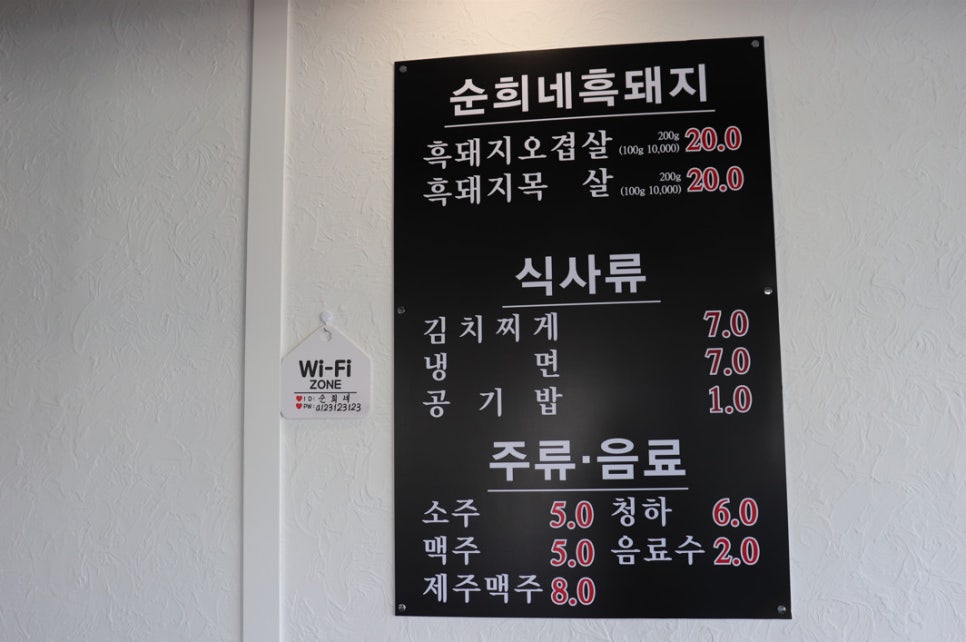 순희네흑돼지
흑돼지오겹살 200g (100g 10,000) 20.0
흑돼지목 살 200g (100g 10,000) 20.0
식사류
김치찌게 7.0
냉면 7.0
공기밥 1.0
주류·음료
소주 5.0 청하 6.0
맥주 5.0 음료수 2.0
제주맥주 8.0
Wi-Fi
ZONE
ID: 순희네
PW: a123123123